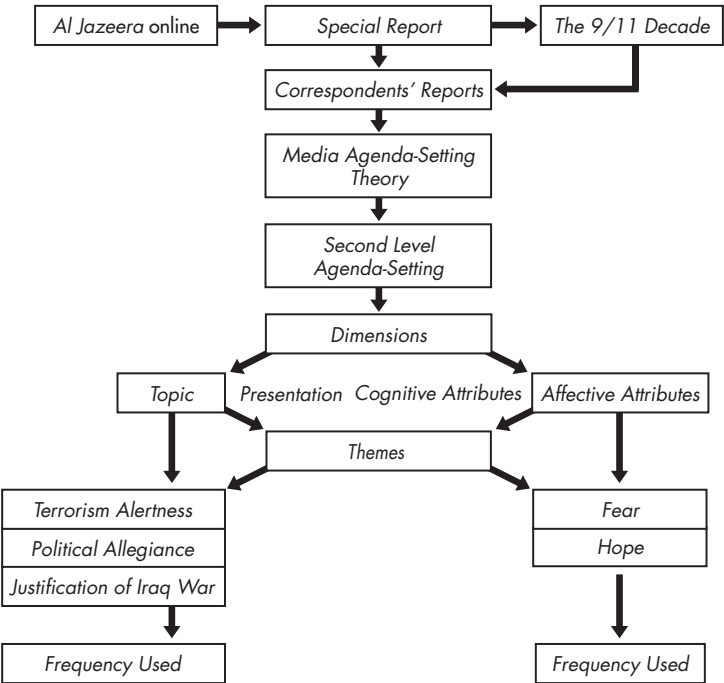 Al Jazeera online
Special Report
The 9/11 Decade
Correspondents' Reports
Media Agenda-Setting
Theory
Second Level
Agenda-Setting
Dimensions
Topic
Presentation
Cognitive Attributes
Affective Attributes
Themes
Terrorism Alertness
Political Allegiance
Justification of Iraq War
Fear
Hope
Frequency Used
Frequency Used